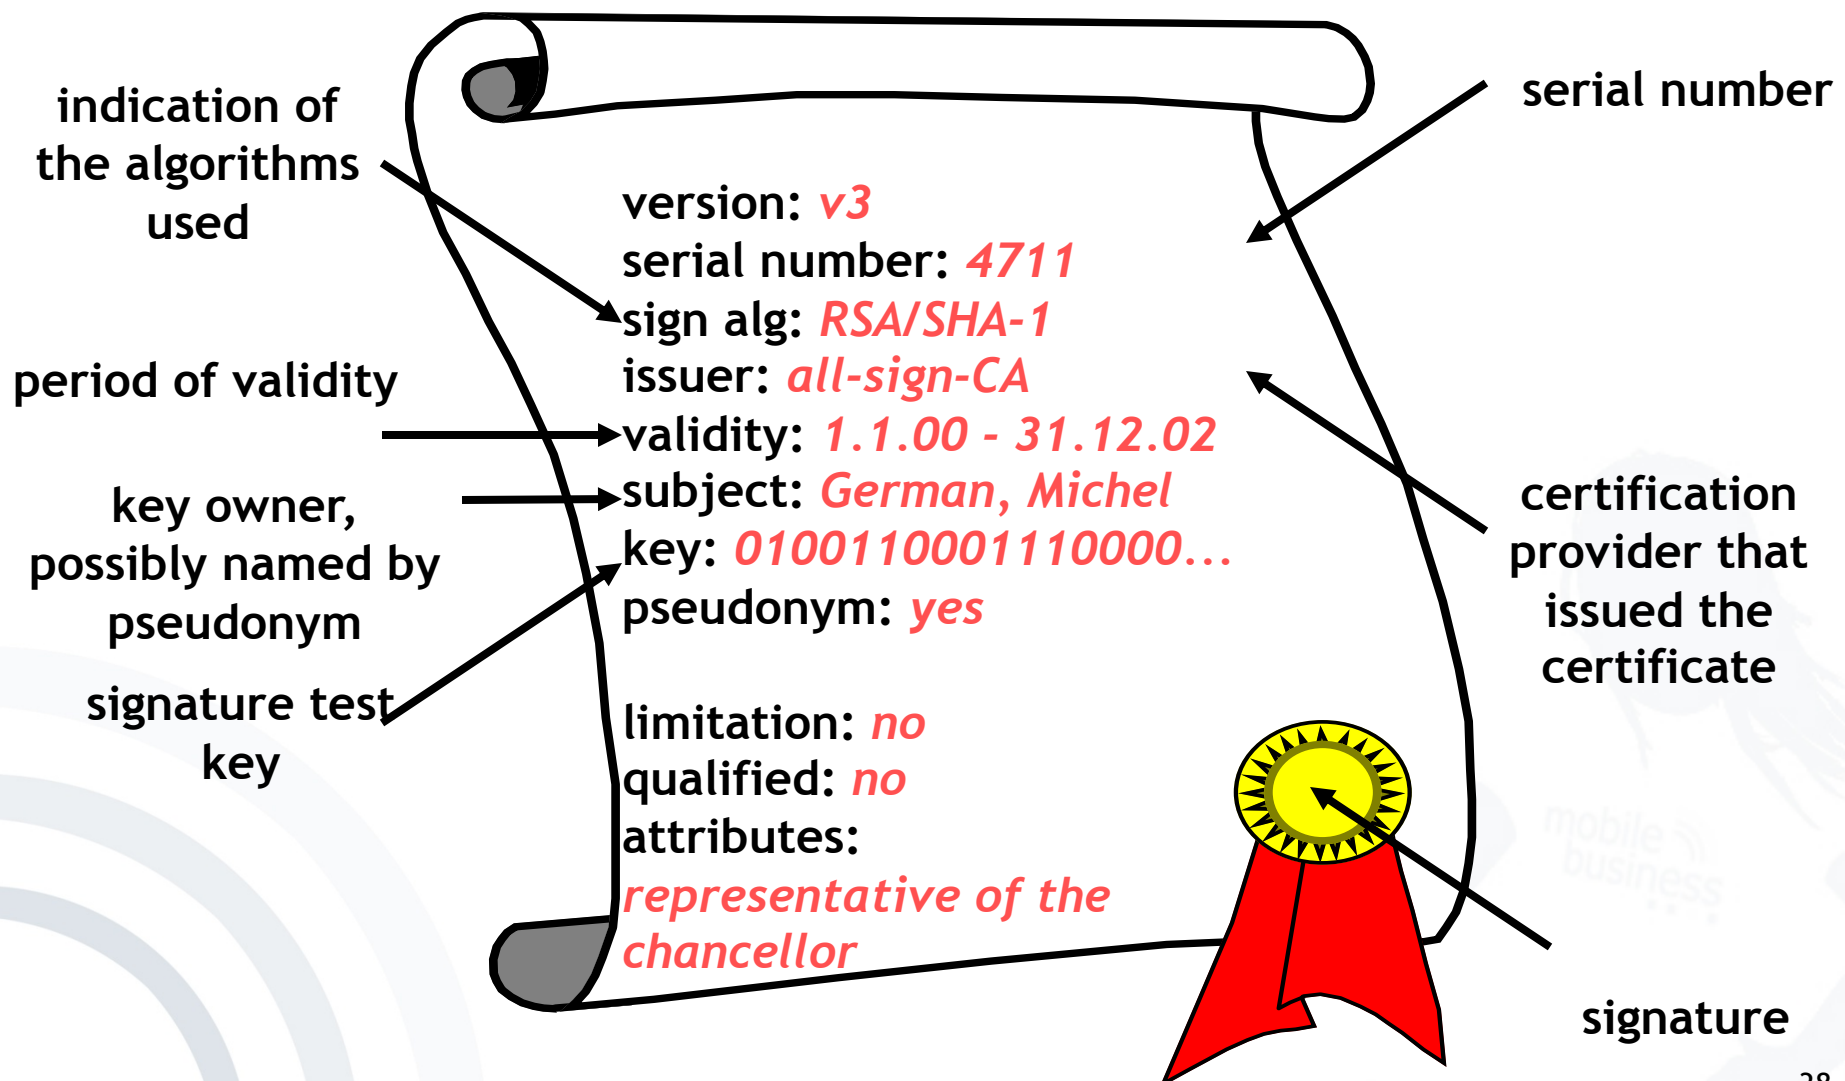 indication of
the algorithms
used
period of validity
key owner,
possibly named by
pseudonym
signature test
key
version: v3
serial number: 4711
sign alg: RSA/SHA-1
issuer: all-sign-CA
validity: 1.1.00 - 31.12.02
subject: German, Michel
key: 0100110001110000...
pseudonym: yes
limitation: no
qualified: no
attributes:
representative of the
chancellor
serial number
certification
provider that
issued the
certificate
mobile
business
signature